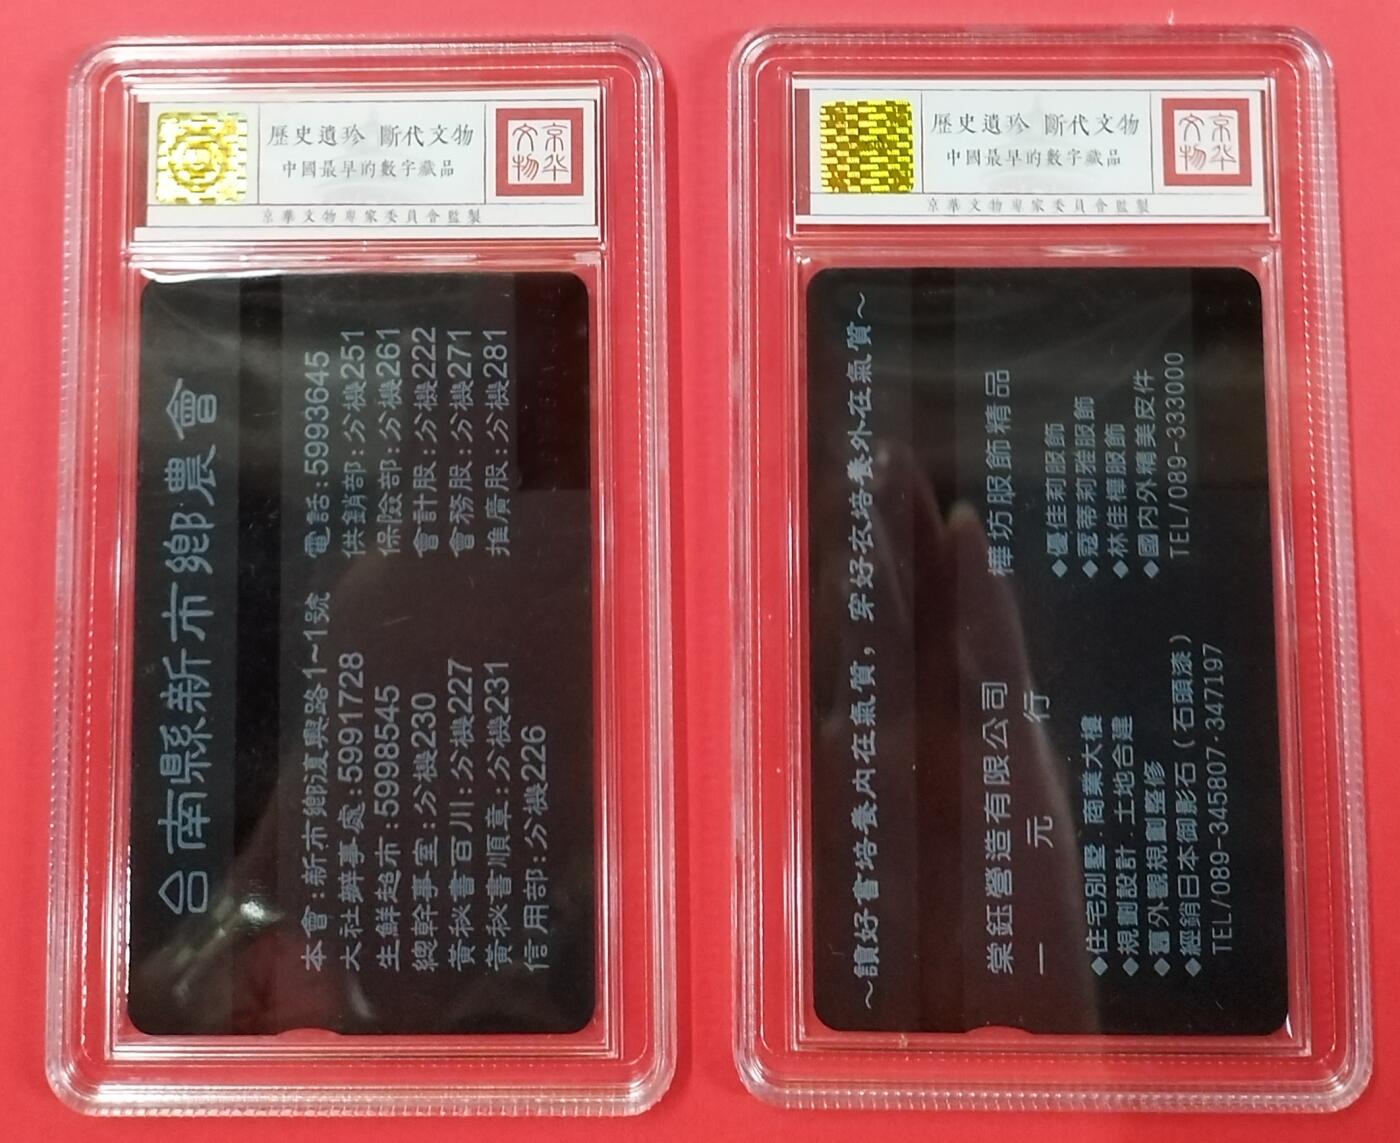 歷史遺珍 斷代文物
中國最早的數字藏品
京華文物專家委員會監製
京华
文物
台南縣新市鄉農會
本會:新市鄉復興路1~1號 電話:5993645
大社辦事處:5991728 供銷部:分機251
生鮮超市:5998545 保險部:分機261
總幹事室:分機230 會計股:分機222
黃秘書百川:分機227 會務股:分機271
黃秘書順章:分機231 推廣股:分機281
信用部:分機226
歷史遺珍 斷代文物
中國最早的數字藏品
京華文物專家委員會監製
京华
文物
~讀好書培養內在氣質,穿好衣培養外在氣質~
棠鈺營造有限公司
一元行
◆住宅別墅.商業大樓
◆規劃設計.土地合建
◆內外觀規劃整修
◆經銷日本御影石(石頭漆)
TEL/089-345807·347197
樺坊服飾精品
◆優佳莉服飾
◆蔻蒂莉雅服飾
◆林佳樺服飾
◆國內外精美皮件
TEL/089-333000